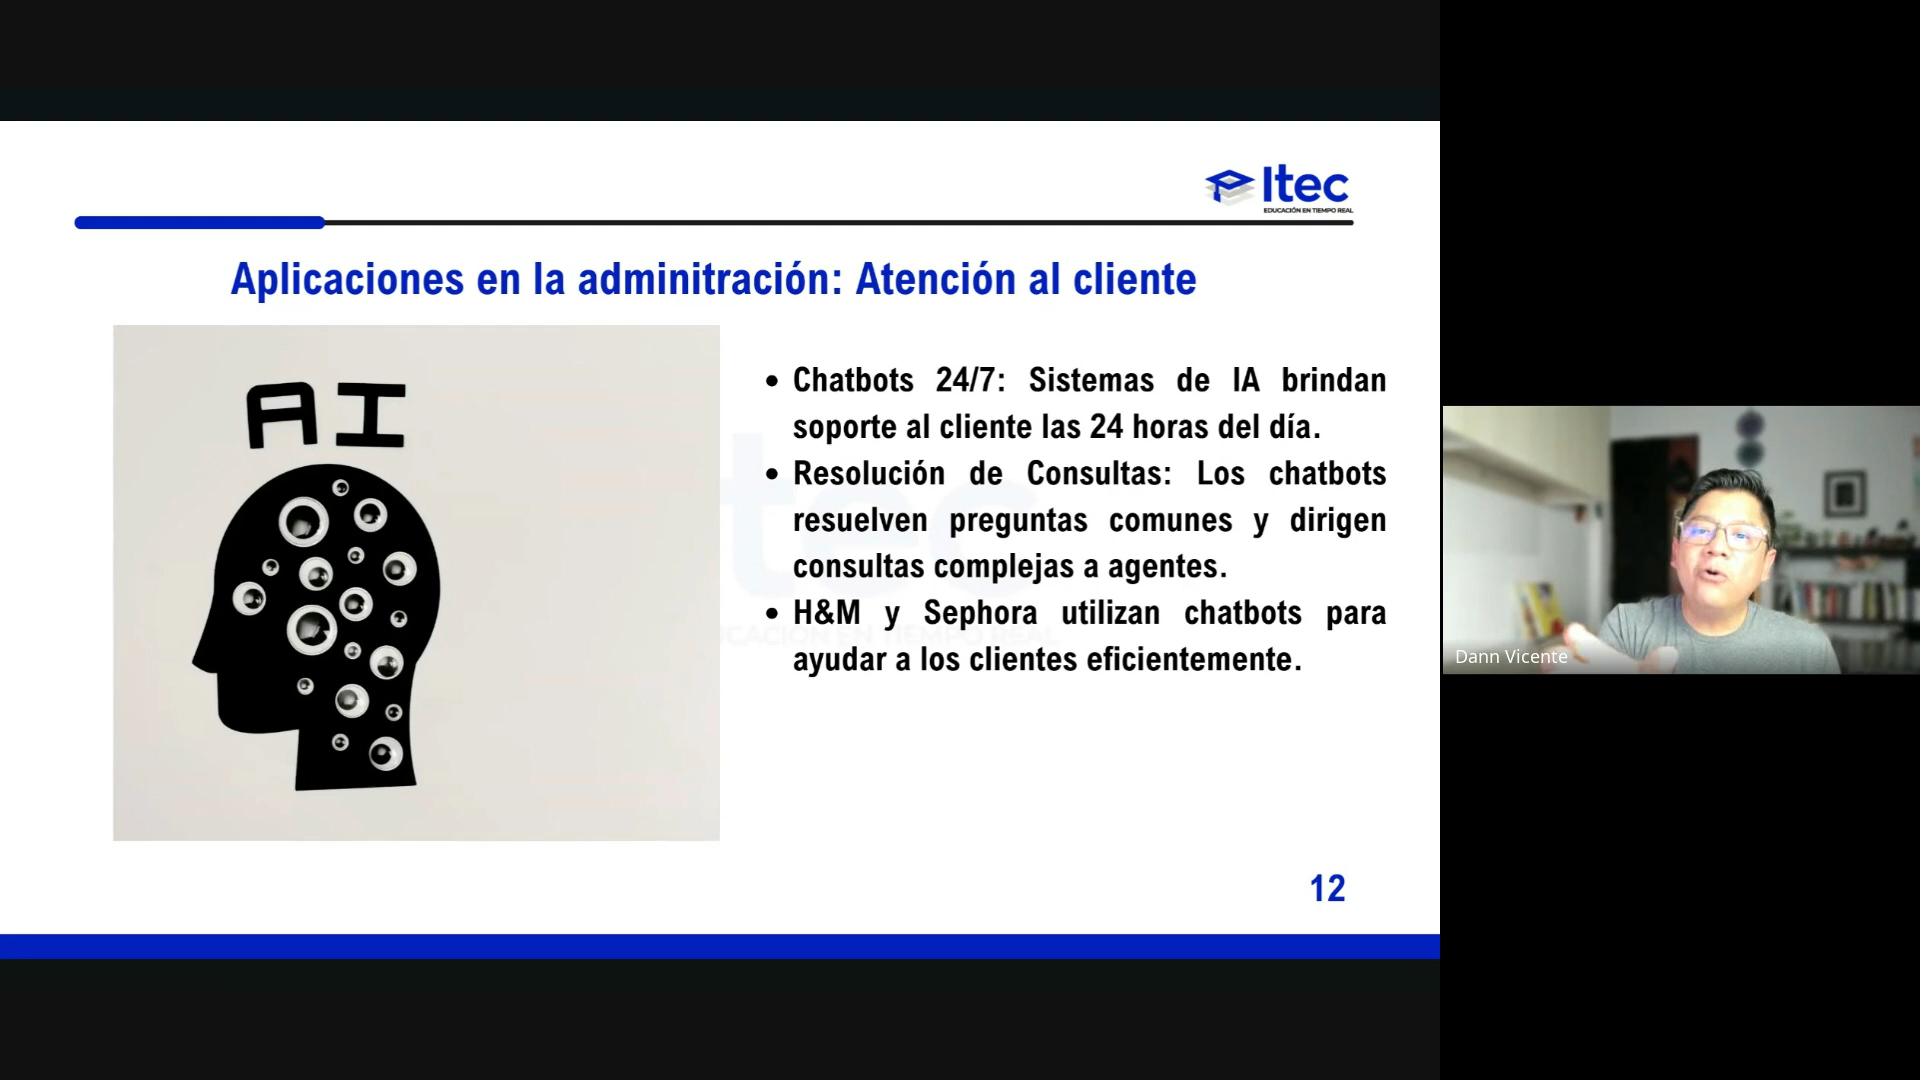 Itec
EDUCACIÓN EN TIEMPO REAL
Aplicaciones en la adminitración: Atención al cliente
AI
• Chatbots 24/7: Sistemas de IA brindan
soporte al cliente las 24 horas del día.
• Resolución de Consultas: Los chatbots
resuelven preguntas comunes y dirigen
consultas complejas a agentes.
• H&M y Sephora utilizan chatbots para
ayudar a los clientes eficientemente.
12
Dann Vicente